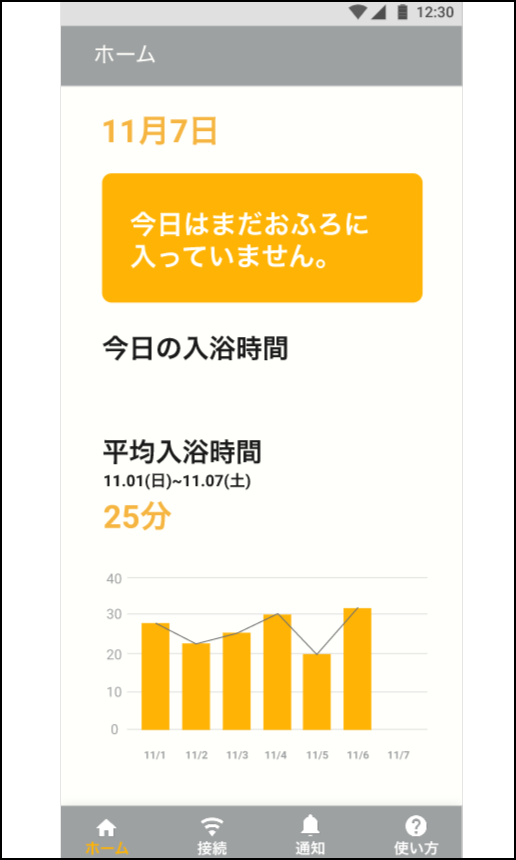 12:30
ホーム
11月7日
今日はまだおふろに
入っていません。
今日の入浴時間
平均入浴時間
11.01(日)~11.07(土)
25分
40
30
20
10
0
11/1 11/2 11/3 11/4 11/5 11/6 11/7
ホーム 接続 通知 使い方